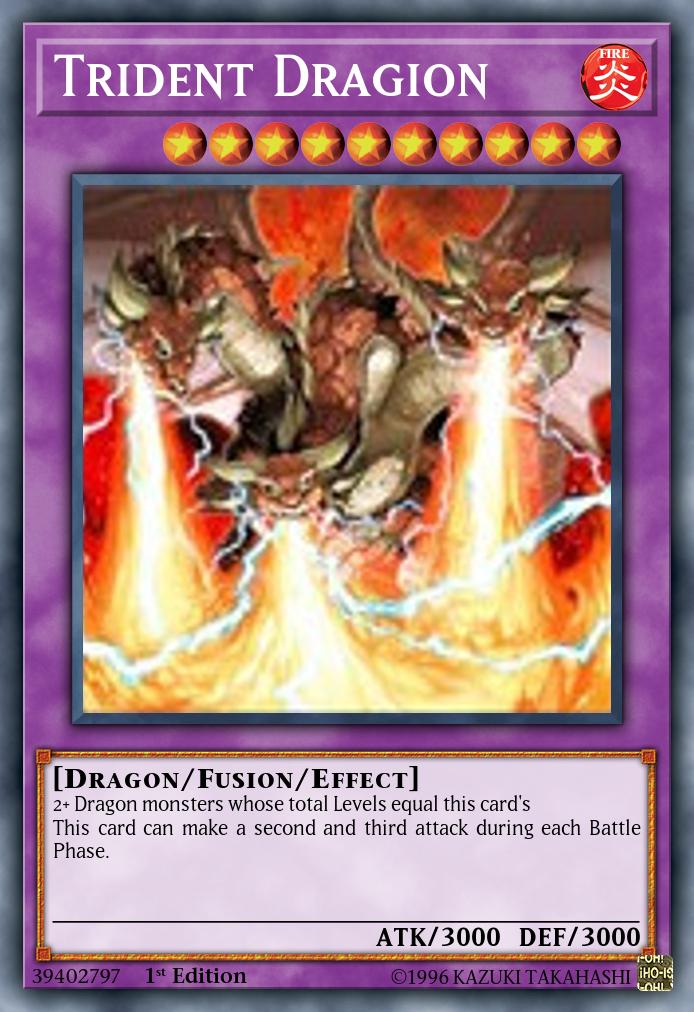 Trident Dragion
FIRE
炎
[Dragon/Fusion/Effect]
2+ Dragon monsters whose total Levels equal this card's
This card can make a second and third attack during each Battle
Phase.
ATK/3000 DEF/3000
39402797 1st Edition ©1996 KAZUKI TAKAHASHI